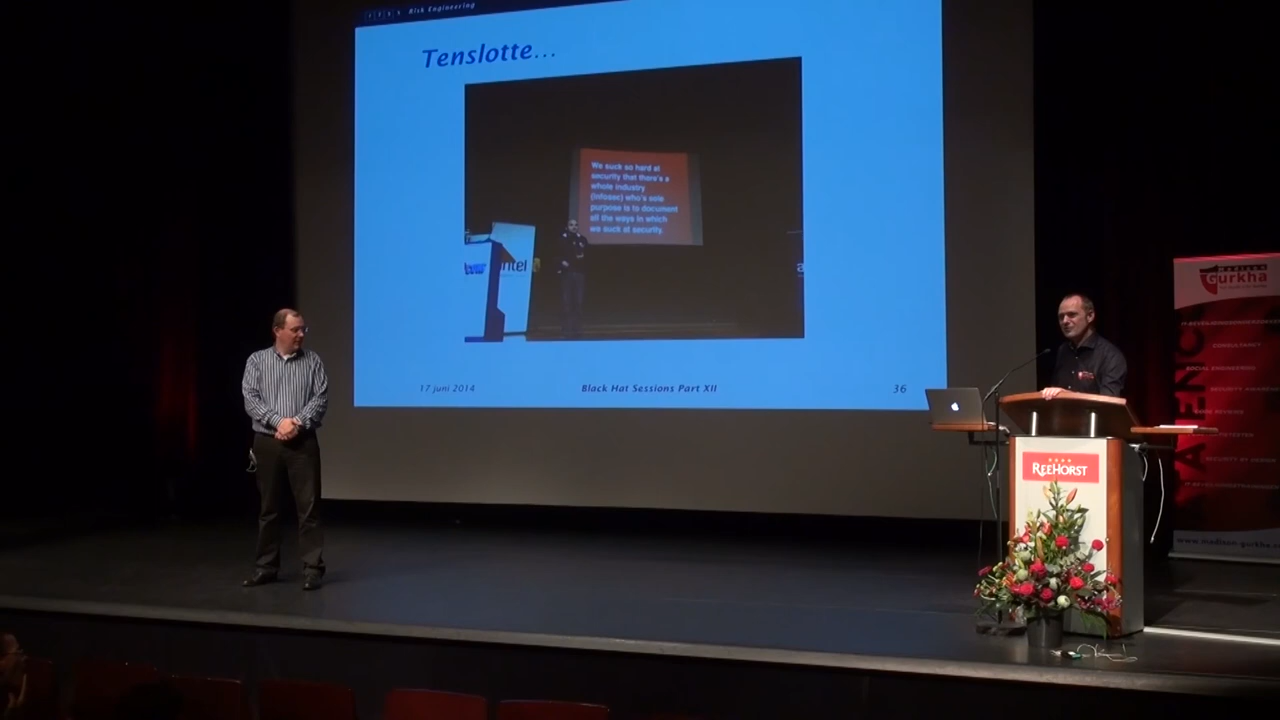 Risk Engineering
Tenslotte...
We suck so hard at
security that there's a
whole industry
(infosec) who's sole
purpose is to document
all the ways in which
we suck at security.
intel
17 juni 2014
Black Hat Sessions Part XII
36
Madison
Gurkha
CONSULTANCY
SOCIAL ENGINEERING
SECURITY BY DESIGN
REEHORST